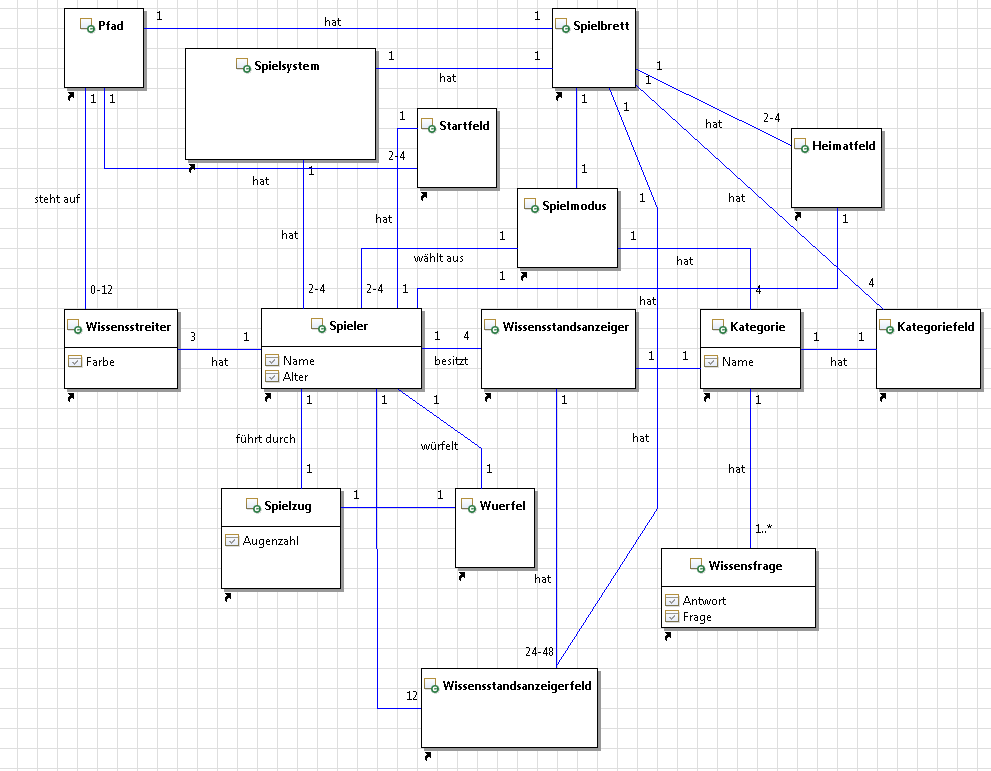 1
hat
1
Pfad
Spielbrett
1
hat
1
Spielsystem
1
1
1
1
1
1
hat
2-4
Startfeld
Heimatfeld
2-4
1
hat
1
steht auf
1
hat
Spielmodus
1
hat
1
hat
1
wählt aus
1
hat
1
0-12
2-4
2-4
1
hat
4
4
Wissensstreiter
Farbe
3
hat
1
Spieler
Name
Alter
1
besitzt
4
Wissensstandsanzeiger
1
1
Kategorie
Name
1
hat
1
Kategoriefeld
1
1
1
1
1
führt durch
würfelt
hat
hat
1
1
Spielzug
Augenzahl
1
1
Wuerfel
1..*
Wissensfrage
Antwort
Frage
hat
24-48
12
Wissensstandsanzeigerfeld